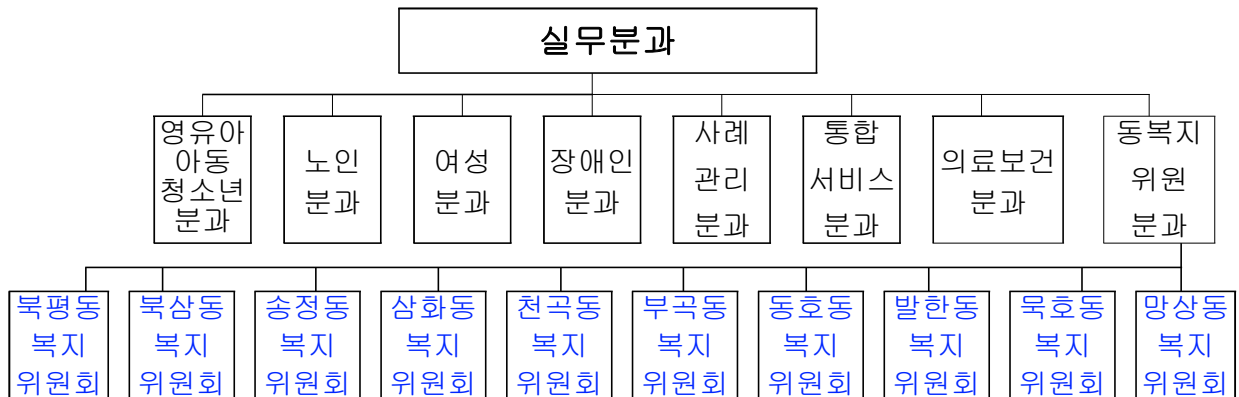 실무분과
영유아
아동
청소년
분과
노인
분과
여성
분과
장애인
분과
사례
관리
분과
통합
서비스
분과
의료보건
분과
동복지
위원
분과
북평동
복지
위원회
북삼동
복지
위원회
송정동
복지
위원회
삼화동
복지
위원회
천곡동
복지
위원회
부곡동
복지
위원회
동호동
복지
위원회
발한동
복지
위원회
묵호동
복지
위원회
망상동
복지
위원회